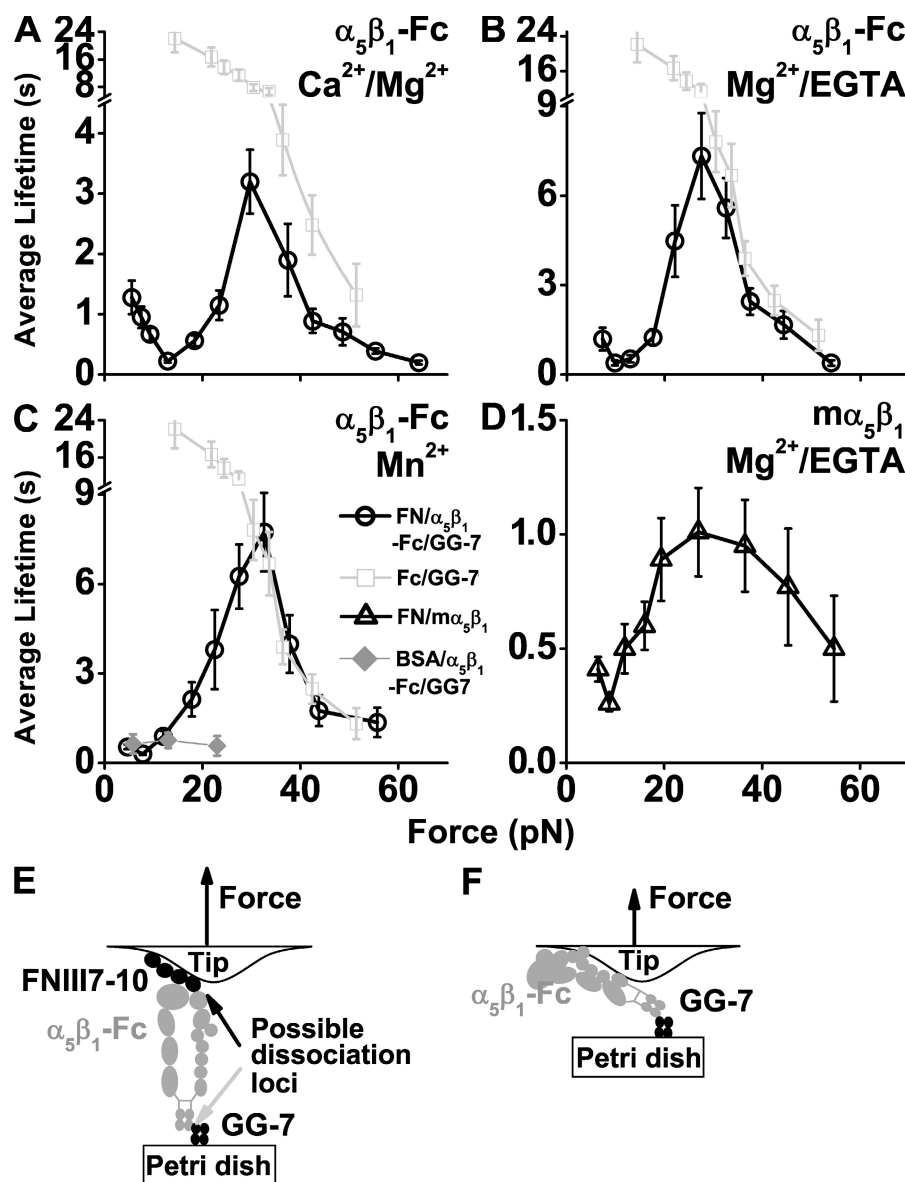 A
α5β1-Fc
Ca2+/Mg2+
24
16
8
4
3
2
1
0
Average Lifetime (s)
B
α5β1-Fc
Mg2+/EGTA
24
16
9
6
3
0
C
α5β1-Fc
Mn2+
24
16
9
6
3
0
Average Lifetime (s)
FN/α5β1
-Fc/GG-7
Fc/GG-7
FN/mα5β1
BSA/α5β1
-Fc/GG7
0 20 40 60
D
mα5β1
Mg2+/EGTA
1.5
1.0
0.5
0.0
0 20 40 60
Force (pN)
E
Force
Tip
FNIII7-10
α5β1-Fc
Possible
dissociation
loci
GG-7
Petri dish
F
Force
Tip
α5β1-Fc
GG-7
Petri dish